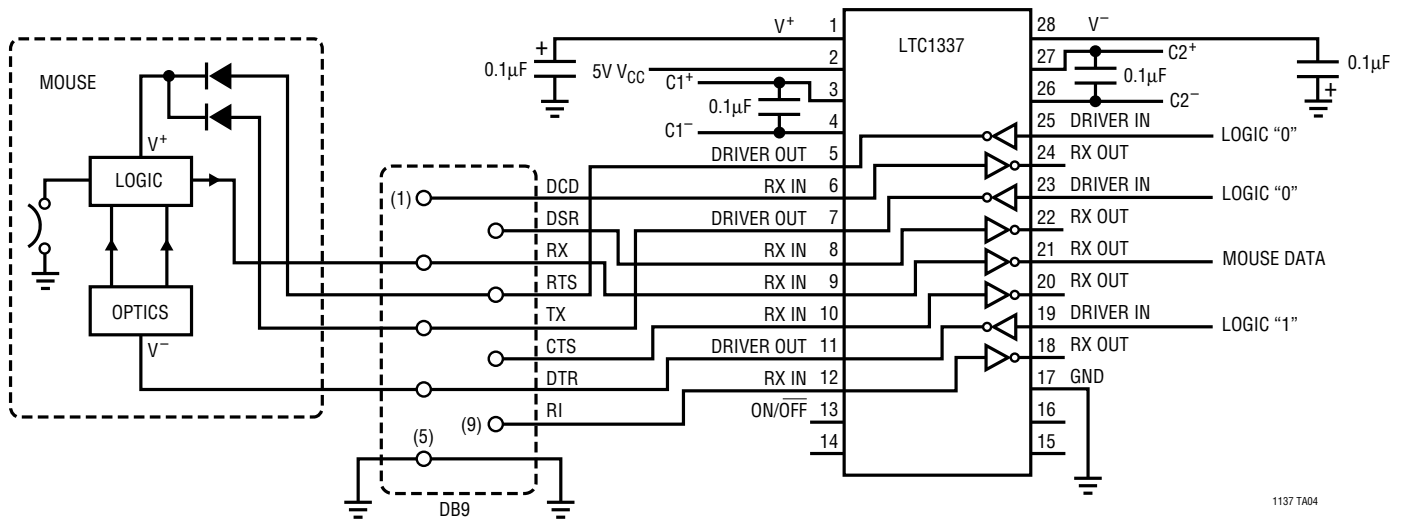 MOUSE
V+
LOGIC
OPTICS
V−
(1)
DCD
DSR
RX
RTS
TX
CTS
DTR
RI
(9)
(5)
DB9
+
0.1µF
V+
5V VCC
C1+
0.1µF
C1−
DRIVER OUT
RX IN
DRIVER OUT
RX IN
RX IN
RX IN
DRIVER OUT
RX IN
ON/OFF
1
2
3
4
5
6
7
8
9
10
11
12
13
14
LTC1337
28
27
26
25
24
23
22
21
20
19
18
17
16
15
V−
C2+
0.1µF
C2−
0.1µF
+
DRIVER IN
RX OUT
DRIVER IN
RX OUT
RX OUT
RX OUT
DRIVER IN
RX OUT
GND
LOGIC “0”
LOGIC “0”
MOUSE DATA
LOGIC “1”
1137 TA04